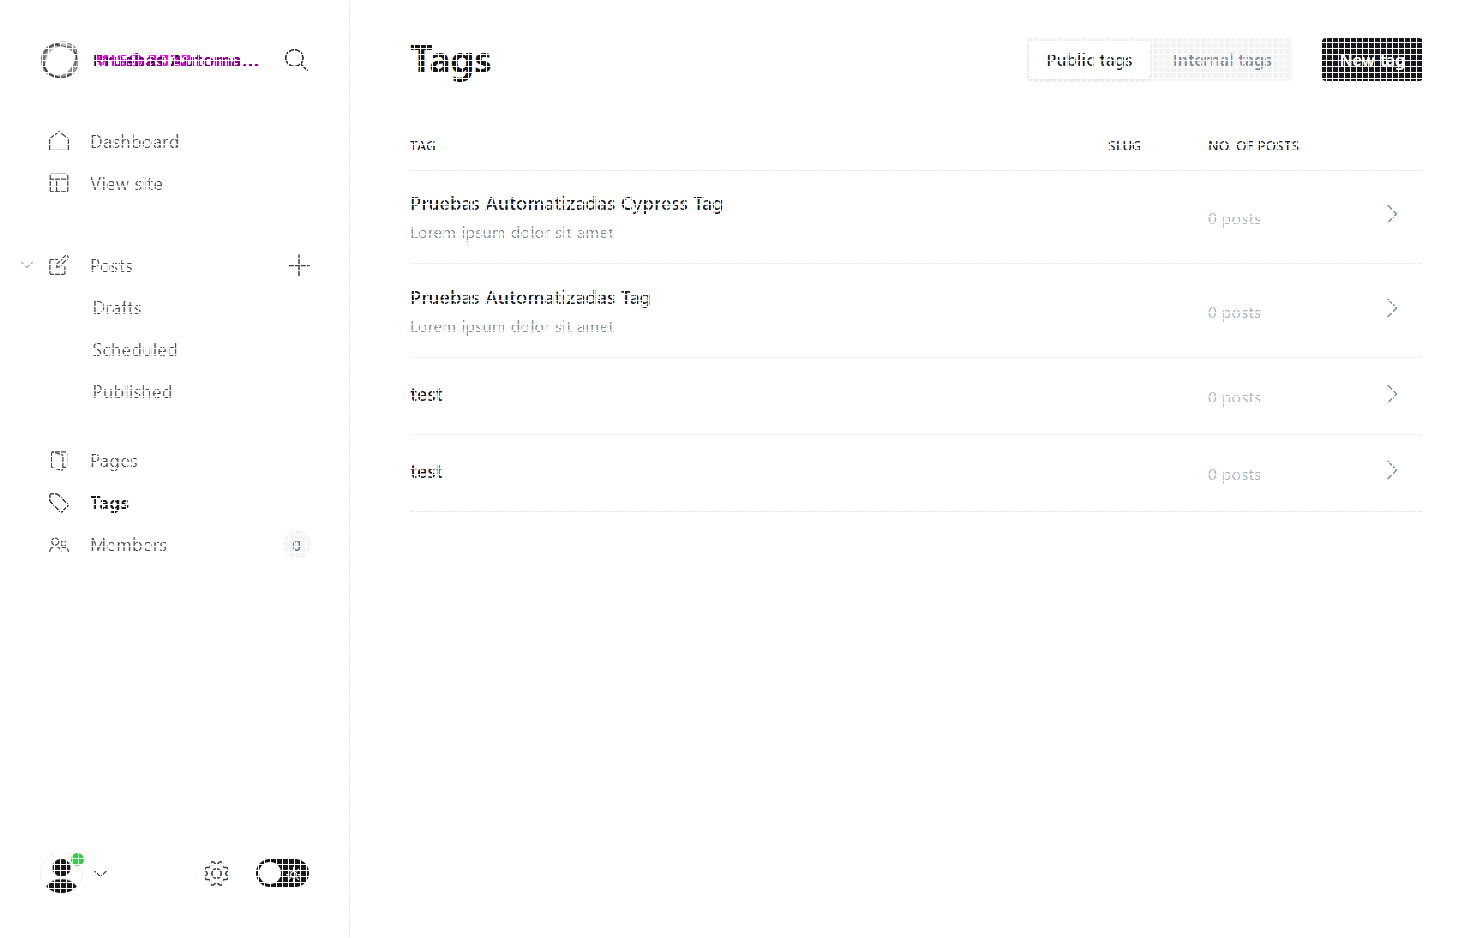 Automa...
Tags
Public tags
Internal tags
New tag
Dashboard
View site
Posts
Drafts
Scheduled
Published
Pages
Tags
Members
0
TAG
SLUG
NO. OF POSTS
Pruebas Automatizadas Cypress Tag
Lorem ipsum dolor sit amet
0 posts
Pruebas Automatizadas Tag
Lorem ipsum dolor sit amet
0 posts
test
0 posts
test
0 posts